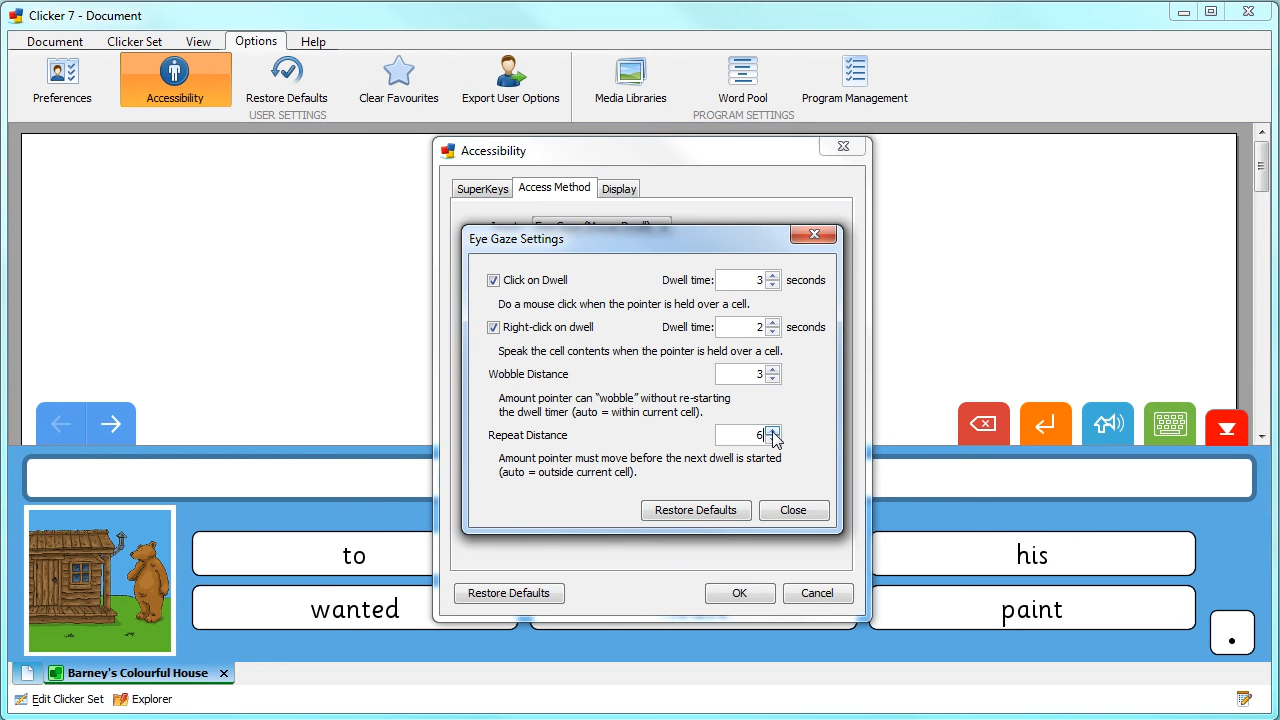 Clicker 7 - Document
Document Clicker Set View Options Help
Preferences Accessibility Restore Defaults Clear Favourites Export User Options Media Libraries Word Pool Program Management
USER SETTINGS PROGRAM SETTINGS
Accessibility
SuperKeys Access Method Display
Eye Gaze Settings
Click on Dwell Dwell time: 3 seconds
Do a mouse click when the pointer is held over a cell.
Right-click on dwell Dwell time: 2 seconds
Speak the cell contents when the pointer is held over a cell.
Wobble Distance 3
Amount pointer can “wobble” without re-starting
the dwell timer (auto = within current cell).
Repeat Distance 6
Amount pointer must move before the next dwell is started
(auto = outside current cell).
Restore Defaults Close
to his
Restore Defaults OK Cancel
wanted paint
.
Barney's Colourful House
Edit Clicker Set Explorer